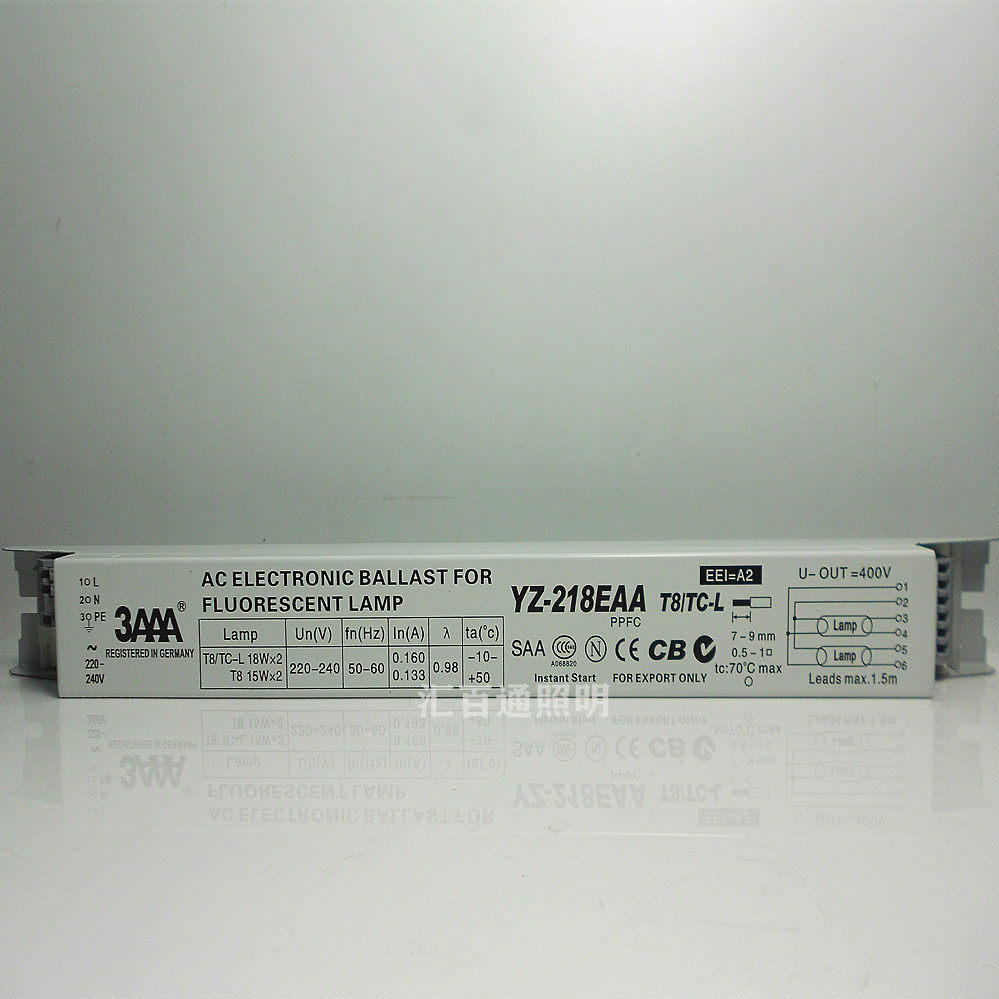 1 L
2 N
3 PE
~
220-
240V
3AAA®
REGISTERED IN GERMANY
AC ELECTRONIC BALLAST FOR
FLUORESCENT LAMP
Lamp Un(V) fn(Hz) In(A) λ ta(°c)
T8/TC-L 18W×2 220-240 50-60 0.160 0.98 -10-
T8 15W×2 0.133 +50
YZ-218EAA T8/TC-L
PPFC
SAA CCC N CE CB
A068820
Instant Start FOR EXPORT ONLY
EEI=A2
7-9mm
0.5-1
tc:70°C max
U-OUT=400V
1
2
3
Lamp
4
5
Lamp
6
Leads max.1.5m
汇百通照明